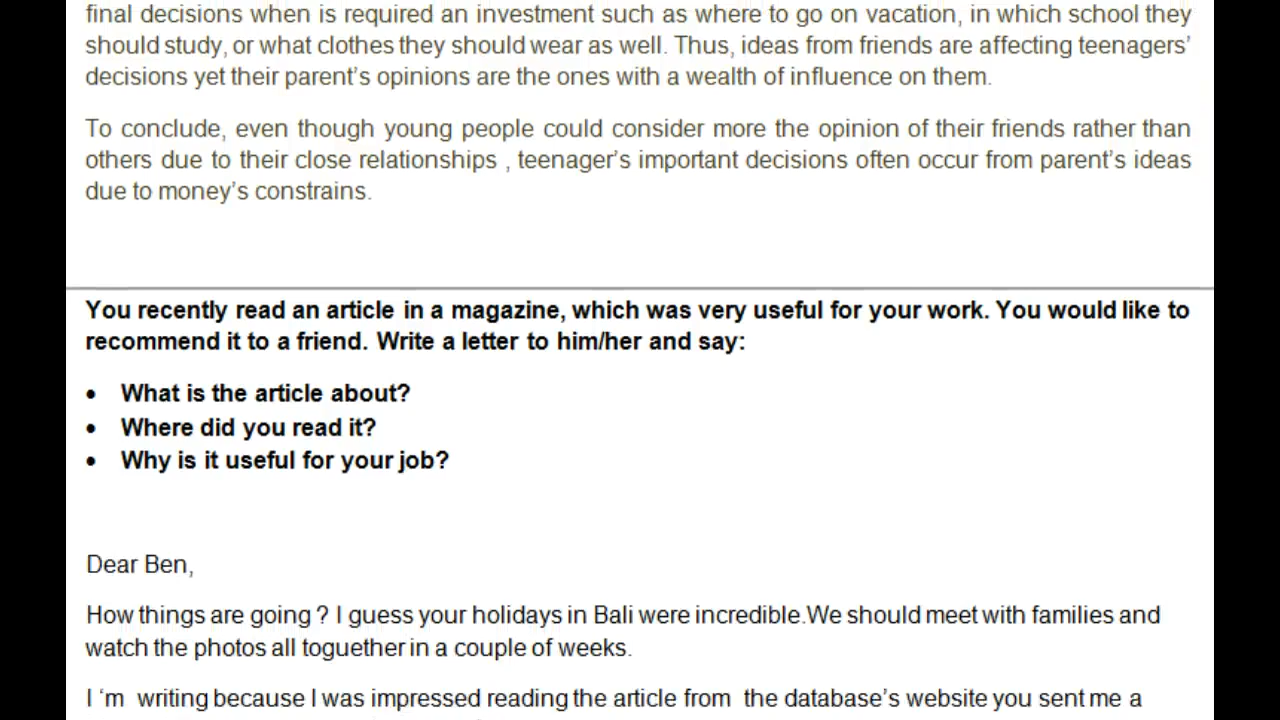 final decisions when is required an investment such as where to go on vacation, in which school they
should study, or what clothes they should wear as well. Thus, ideas from friends are affecting teenagers’
decisions yet their parent’s opinions are the ones with a wealth of influence on them.
To conclude, even though young people could consider more the opinion of their friends rather than
others due to their close relationships , teenager’s important decisions often occur from parent’s ideas
due to money’s constrains.
You recently read an article in a magazine, which was very useful for your work. You would like to
recommend it to a friend. Write a letter to him/her and say:
• What is the article about?
• Where did you read it?
• Why is it useful for your job?
Dear Ben,
How things are going ? I guess your holidays in Bali were incredible.We should meet with families and
watch the photos all toguether in a couple of weeks.
I ‘m writing because I was impressed reading the article from the database’s website you sent me a